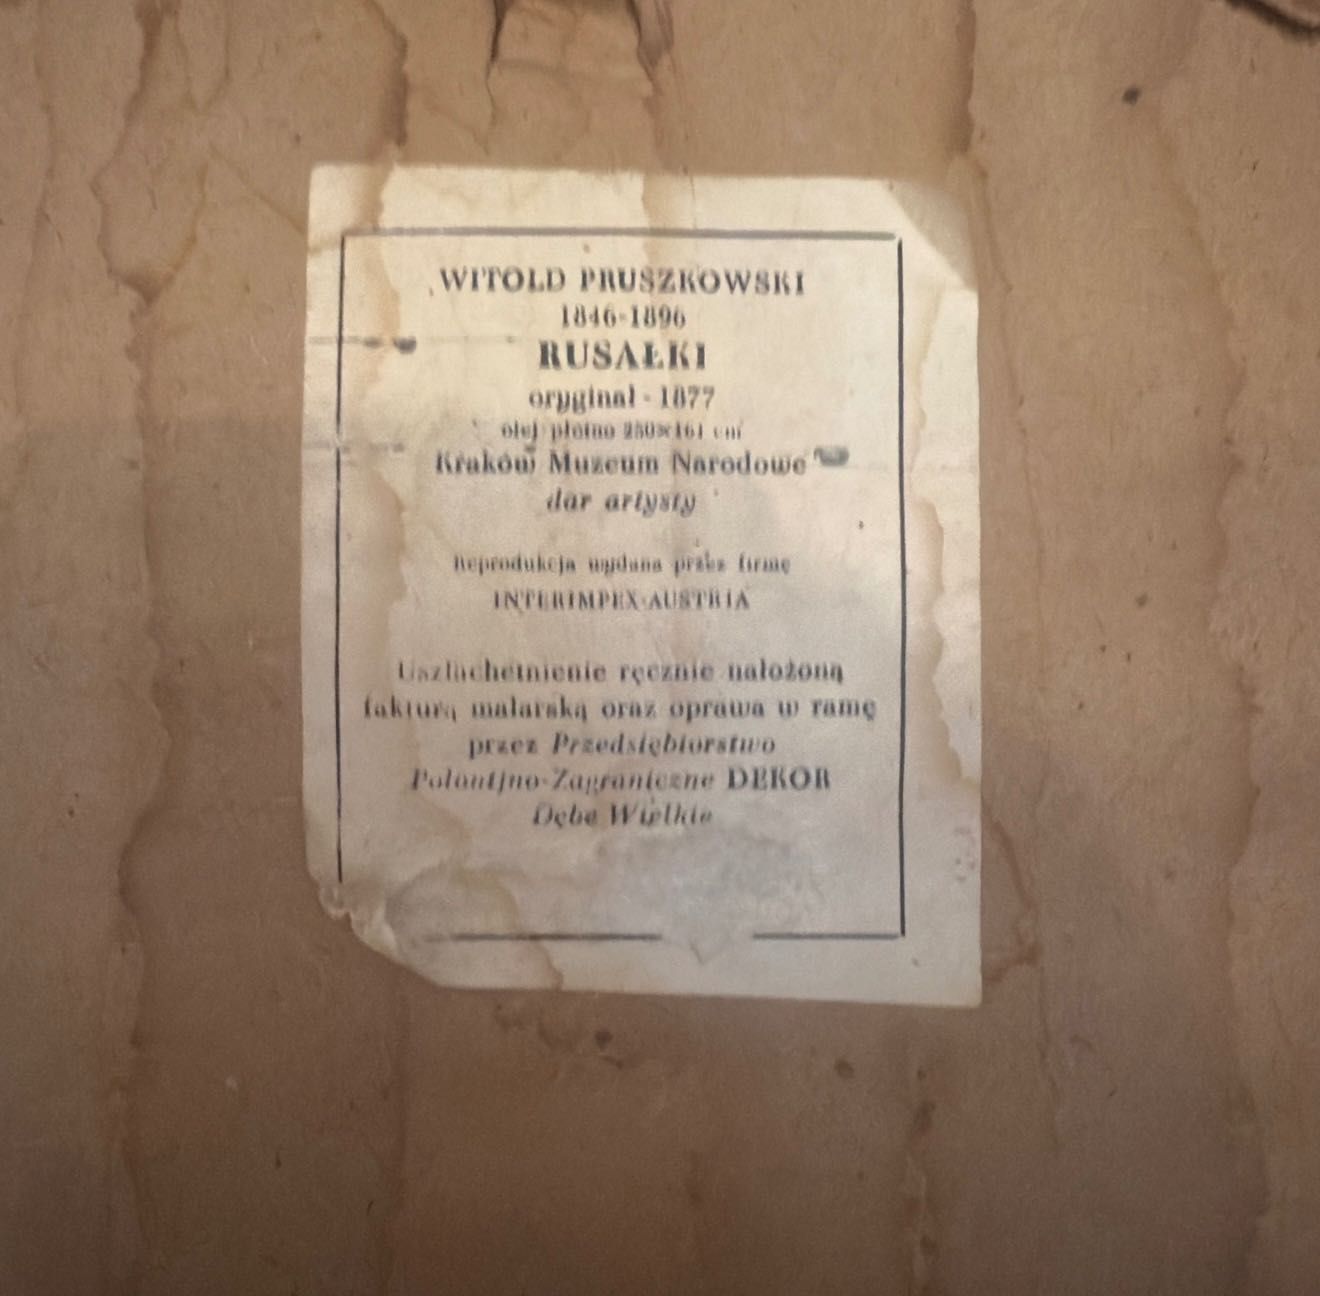 WITOLD PRUSZKOWSKI
1846-1896
RUSAŁKI
oryginał - 1877
olej płótno 250×161 cm
Kraków Muzeum Narodowe
dar artysty
Reprodukcja wydana przez firmę
INTERIMPEX-AUSTRIA
Uszlachetnienie ręcznie nałożoną
fakturą malarską oraz oprawa w ramę
przez Przedsiębiorstwo
Polonijno-Zagraniczne DEKOR
Dębe Wielkie